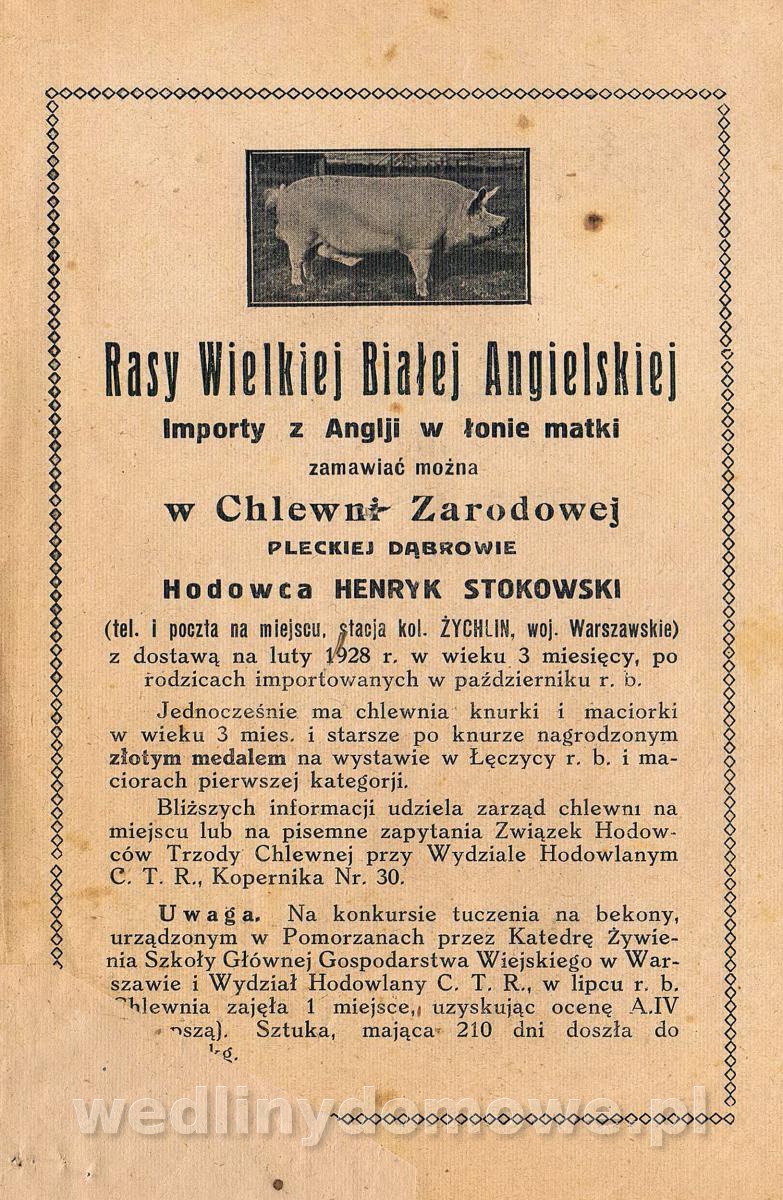 Rasy Wielkiej Białej Angielskiej
Importy z Anglji w łonie matki
zamawiać można
w Chlewni Zarodowej
PLECKIEJ DĄBROWIE
Hodowca HENRYK STOKOWSKI
(tel. i poczta na miejscu, stacja kol. ŻYCHLIN, woj. Warszawskie)
z dostawą na luty 1928 r. w wieku 3 miesięcy, po
rodzicach importowanych w październiku r. b.
Jednocześnie ma chlewnia knurki i maciorki
w wieku 3 mies. i starsze po knurze nagrodzonym
złotym medalem na wystawie w Łęczycy r. b. i ma-
ciorach pierwszej kategorji.
Bliższych informacji udziela zarząd chlewni na
miejscu lub na pisemne zapytania Związek Hodow-
ców Trzody Chlewnej przy Wydziale Hodowlanym
C. T. R., Kopernika Nr. 30.
Uwaga. Na konkursie tuczenia na bekony,
urządzonym w Pomorzanach przez Katedrę Żywie-
nia Szkoły Głównej Gospodarstwa Wiejskiego w War-
szawie i Wydział Hodowlany C. T. R., w lipcu r. b.
Chlewnia zajęła 1 miejsce, uzyskując ocenę A.IV
Sztuka, mająca 210 dni doszła do
kg.
wedlinydomowe.pl